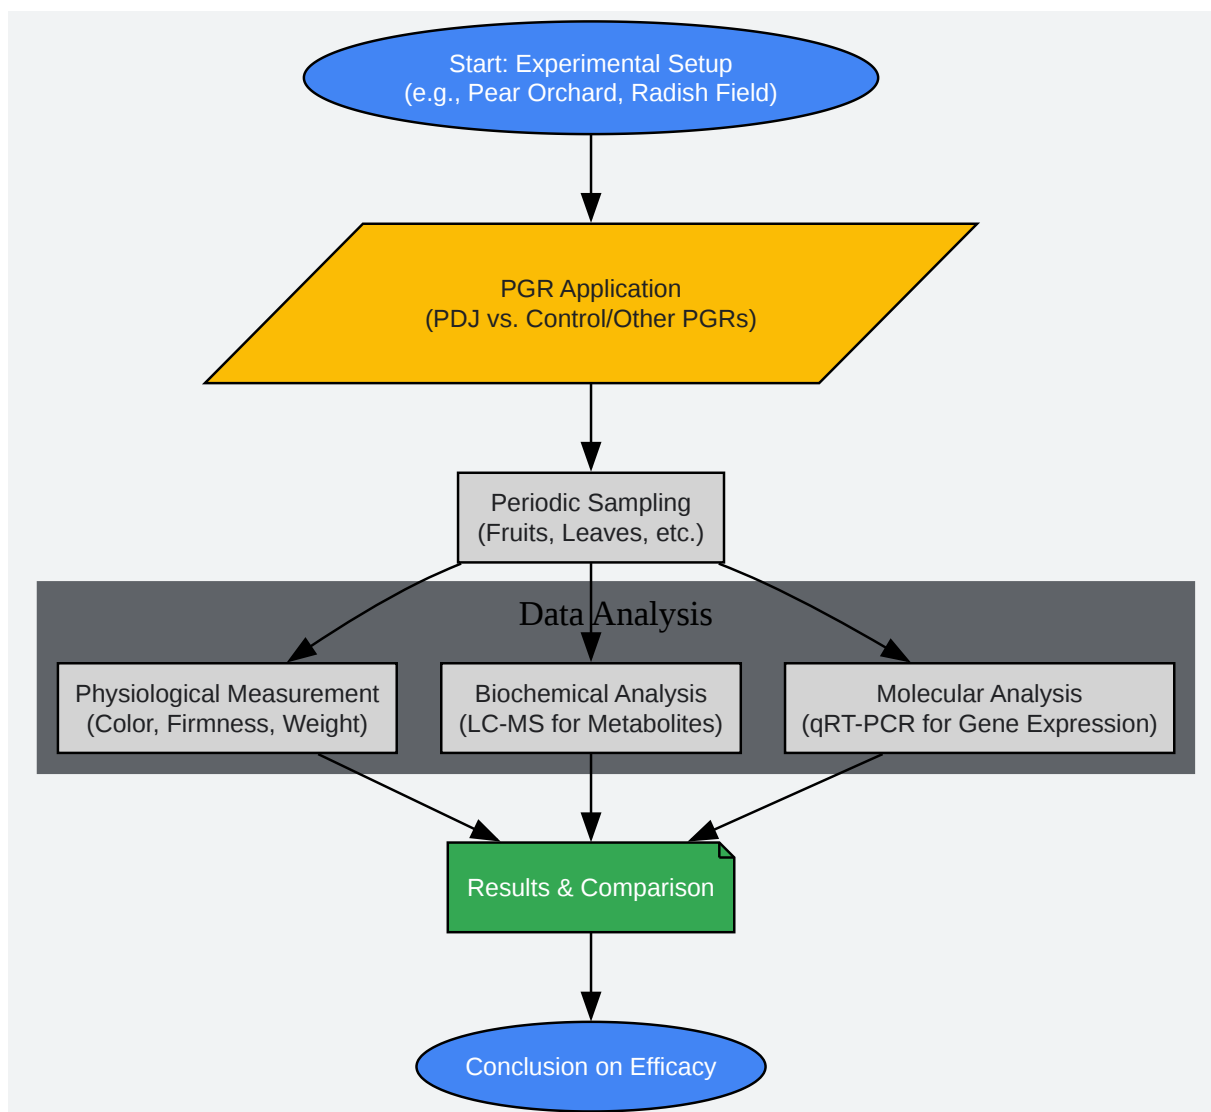 Start: Experimental Setup
(e.g., Pear Orchard, Radish Field)
PGR Application
(PDJ vs. Control/Other PGRs)
Periodic Sampling
(Fruits, Leaves, etc.)
Data Analysis
Physiological Measurement
(Color, Firmness, Weight)
Biochemical Analysis
(LC-MS for Metabolites)
Molecular Analysis
(qRT-PCR for Gene Expression)
Results & Comparison
Conclusion on Efficacy